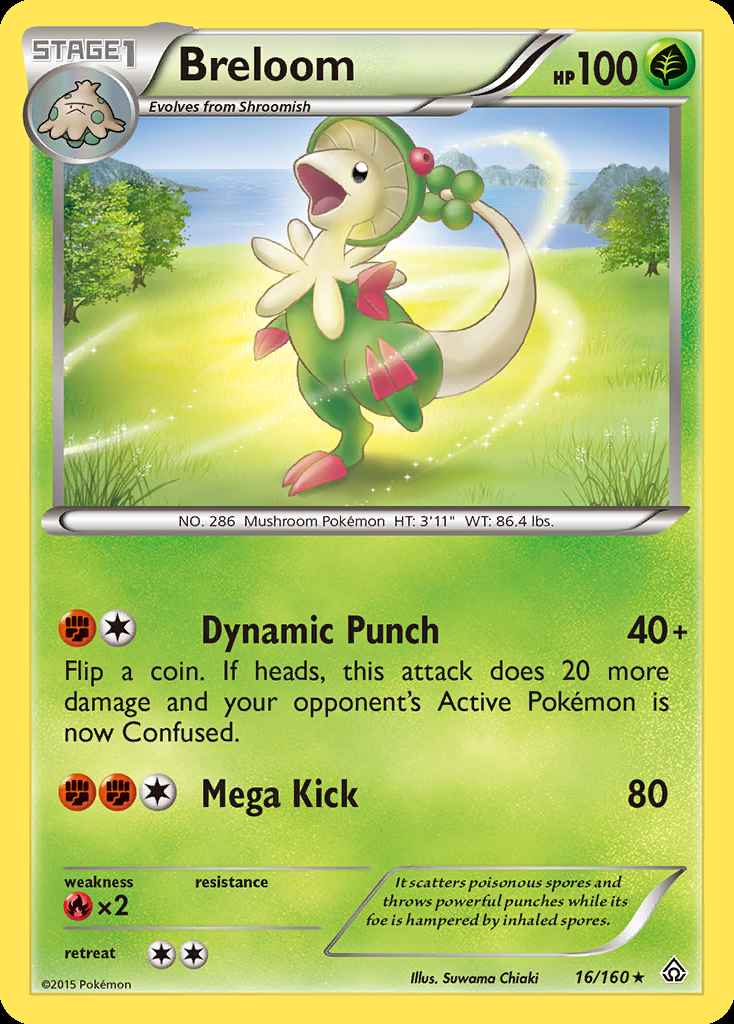 STAGE1
Breloom
HP100
Evolves from Shroomish
NO. 286 Mushroom Pokémon HT: 3'11" WT: 86.4 lbs.
Dynamic Punch 40+
Flip a coin. If heads, this attack does 20 more
damage and your opponent's Active Pokémon is
now Confused.
Mega Kick 80
weakness resistance
×2
retreat
It scatters poisonous spores and
throws powerful punches while its
foe is hampered by inhaled spores.
©2015 Pokémon
Illus. Suwama Chiaki
16/160★